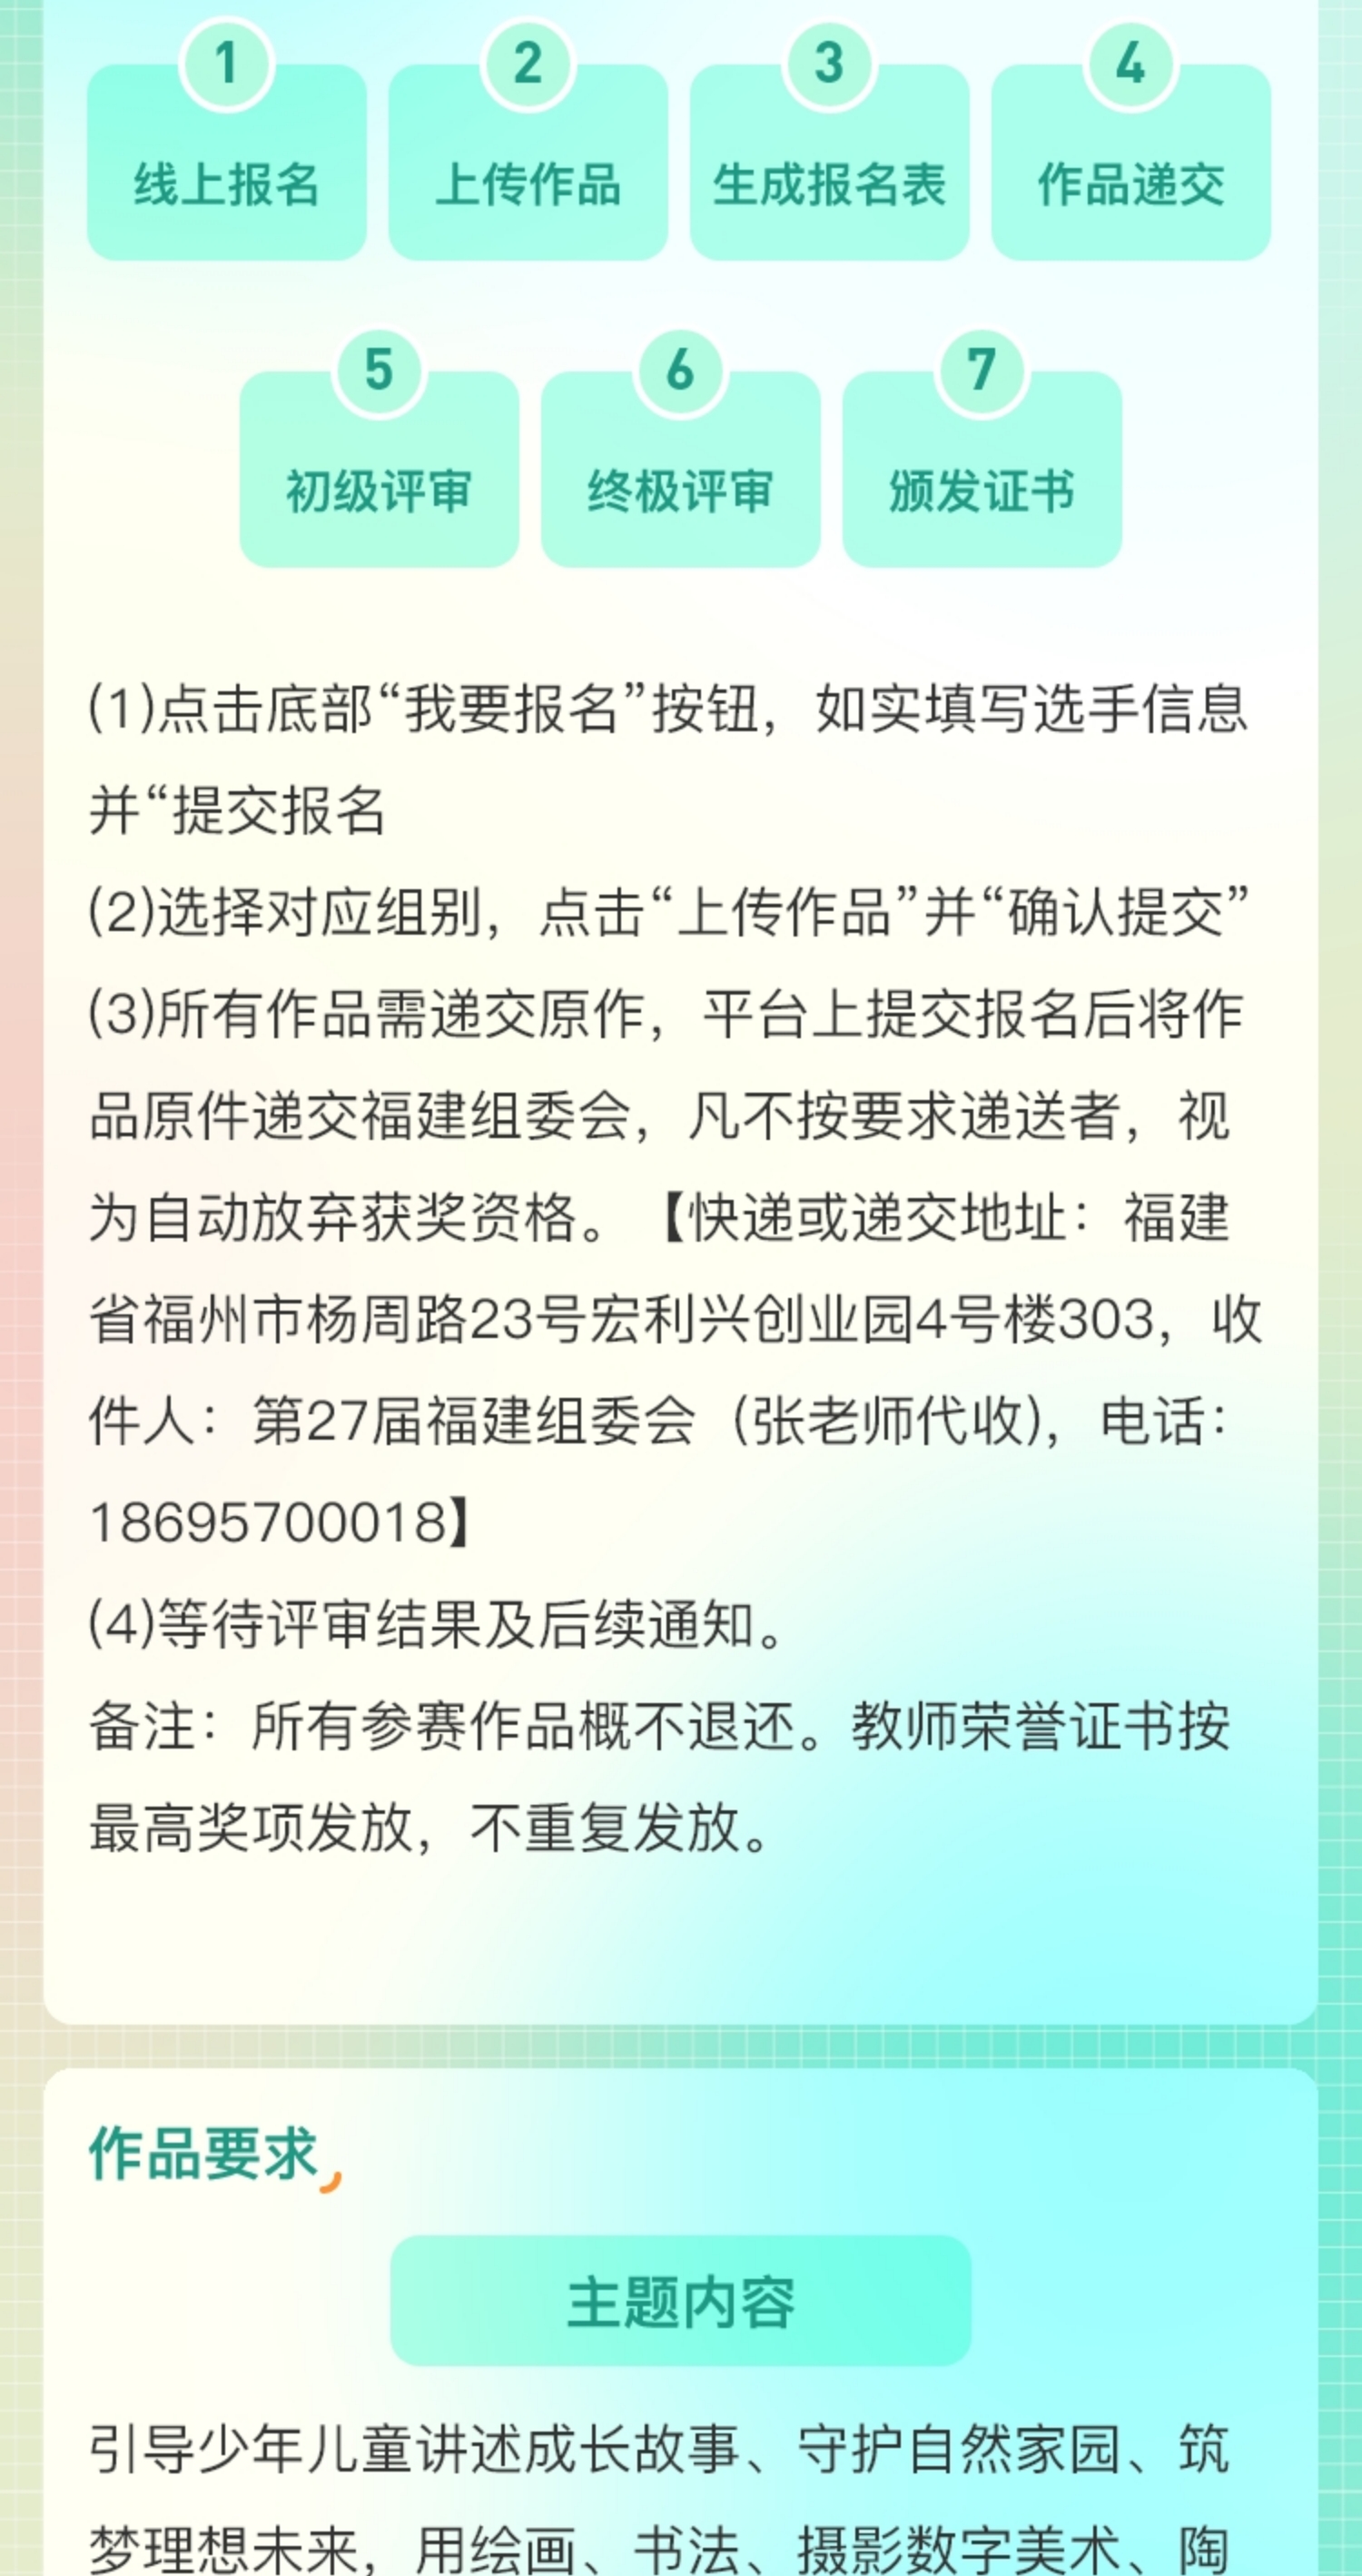 1
线上报名
2
上传作品
3
生成报名表
4
作品递交
5
初级评审
6
终极评审
7
颁发证书
(1)点击底部“我要报名”按钮，如实填写选手信息
并“提交报名
(2)选择对应组别，点击“上传作品”并“确认提交”
(3)所有作品需递交原作，平台上提交报名后将作
品原件递交福建组委会，凡不按要求递送者，视
为自动放弃获奖资格。【快递或递交地址：福建
省福州市杨周路23号宏利兴创业园4号楼303，收
件人：第27届福建组委会（张老师代收)，电话：
18695700018】
(4)等待评审结果及后续通知。
备注：所有参赛作品概不退还。教师荣誉证书按
最高奖项发放，不重复发放。
作品要求
主题内容
引导少年儿童讲述成长故事、守护自然家园、筑
梦理想未来，用绘画、书法、摄影数字美术、陶